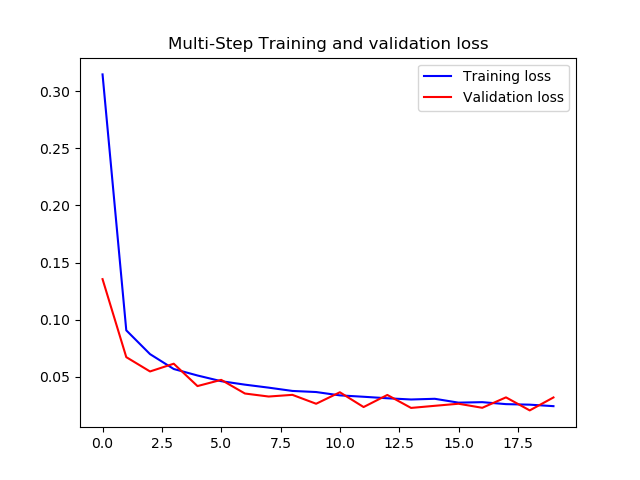 Multi-Step Training and validation loss
Training loss
Validation loss
0.30
0.25
0.20
0.15
0.10
0.05
0.0 2.5 5.0 7.5 10.0 12.5 15.0 17.5